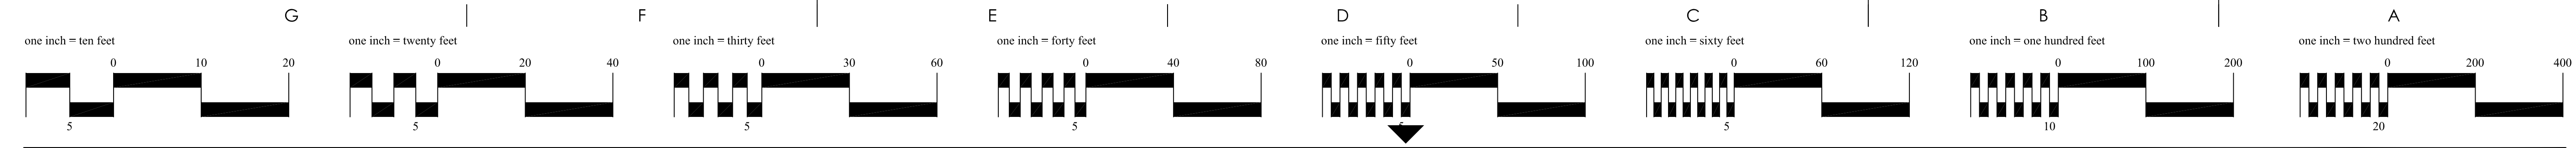 G F E D C B A
one inch = ten feet one inch = twenty feet one inch = thirty feet one inch = forty feet one inch = fifty feet one inch = sixty feet one inch = one hundred feet one inch = two hundred feet
0 10 20 0 20 40 0 30 60 0 40 80 0 50 100 0 60 120 0 100 200 0 200 400
5 5 5 5 5 10 20